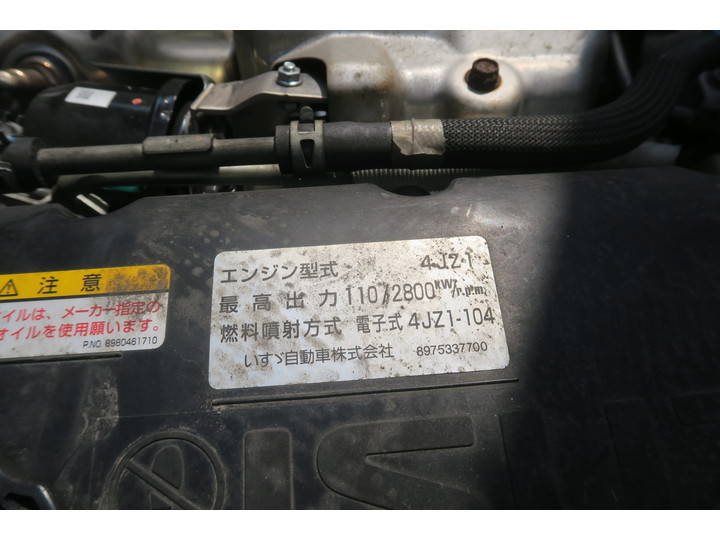 注意
イルは、メーカー指定の
オイルを使用願います。
P.NO. 8980461710
エンジン型式 4JZ1
最高出力 110/2800 kW/r.p.m.
燃料噴射方式 電子式 4JZ1-104
いすゞ自動車株式会社 8975337700